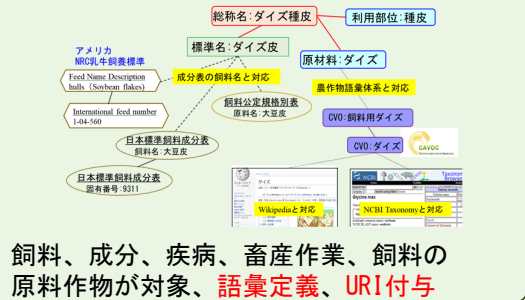 総称名:ダイズ種皮
利用部位:種皮
アメリカ
NRC乳牛飼養標準
標準名:ダイズ皮
原材料:ダイズ
Feed Name Description
hulls（Soybean flakes)
成分表の飼料名と対応
農作物語彙体系と対応
International feed number
1-04-560
飼料公定規格別表
原料名:大豆皮
CVO:飼料用ダイズ
日本標準飼料成分表
飼料名:大豆皮
CVO:ダイズ
CAVOC
日本標準飼料成分表
固有番号:9311
ダイズ
NCBI
Taxonomy
Browse
Glycine max
Wikipediaと対応
NCBI Taxonomyと対応
飼料、成分、疾病、畜産作業、飼料の
原料作物が対象、語彙定義、URI付与